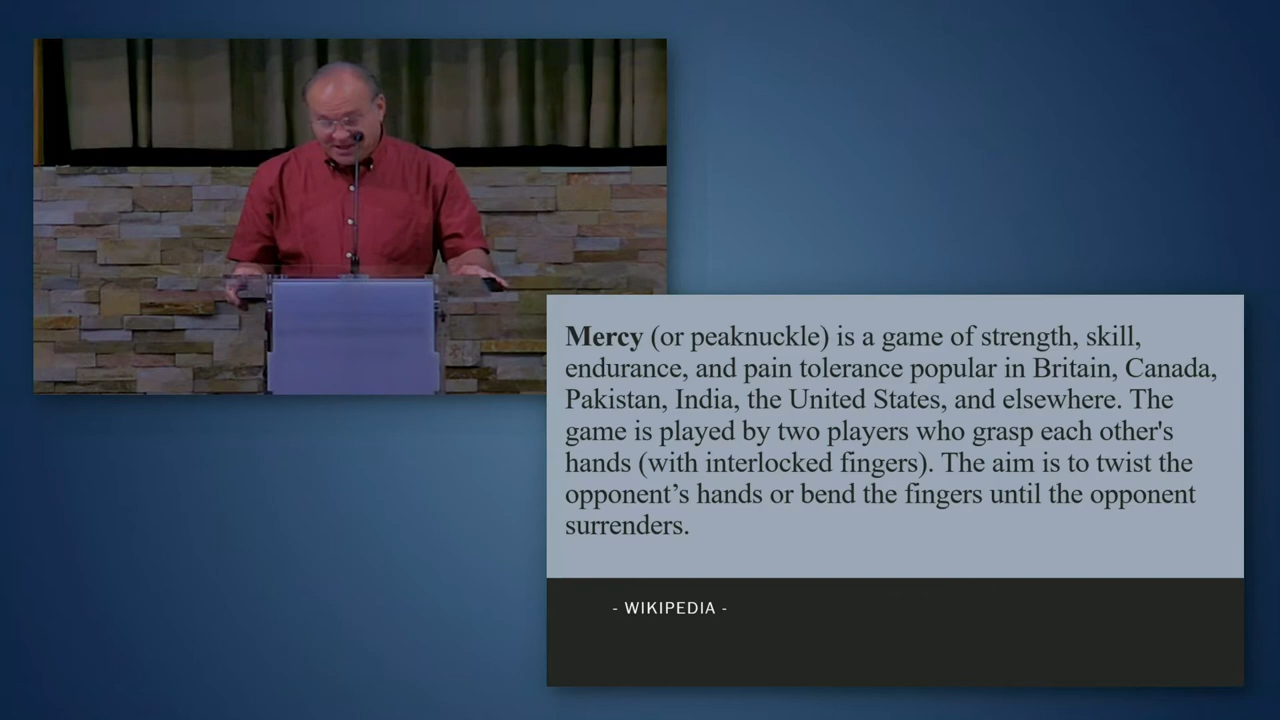 Mercy (or peaknuckle) is a game of strength, skill,
endurance, and pain tolerance popular in Britain, Canada,
Pakistan, India, the United States, and elsewhere. The
game is played by two players who grasp each other's
hands (with interlocked fingers). The aim is to twist the
opponent’s hands or bend the fingers until the opponent
surrenders.
- WIKIPEDIA -